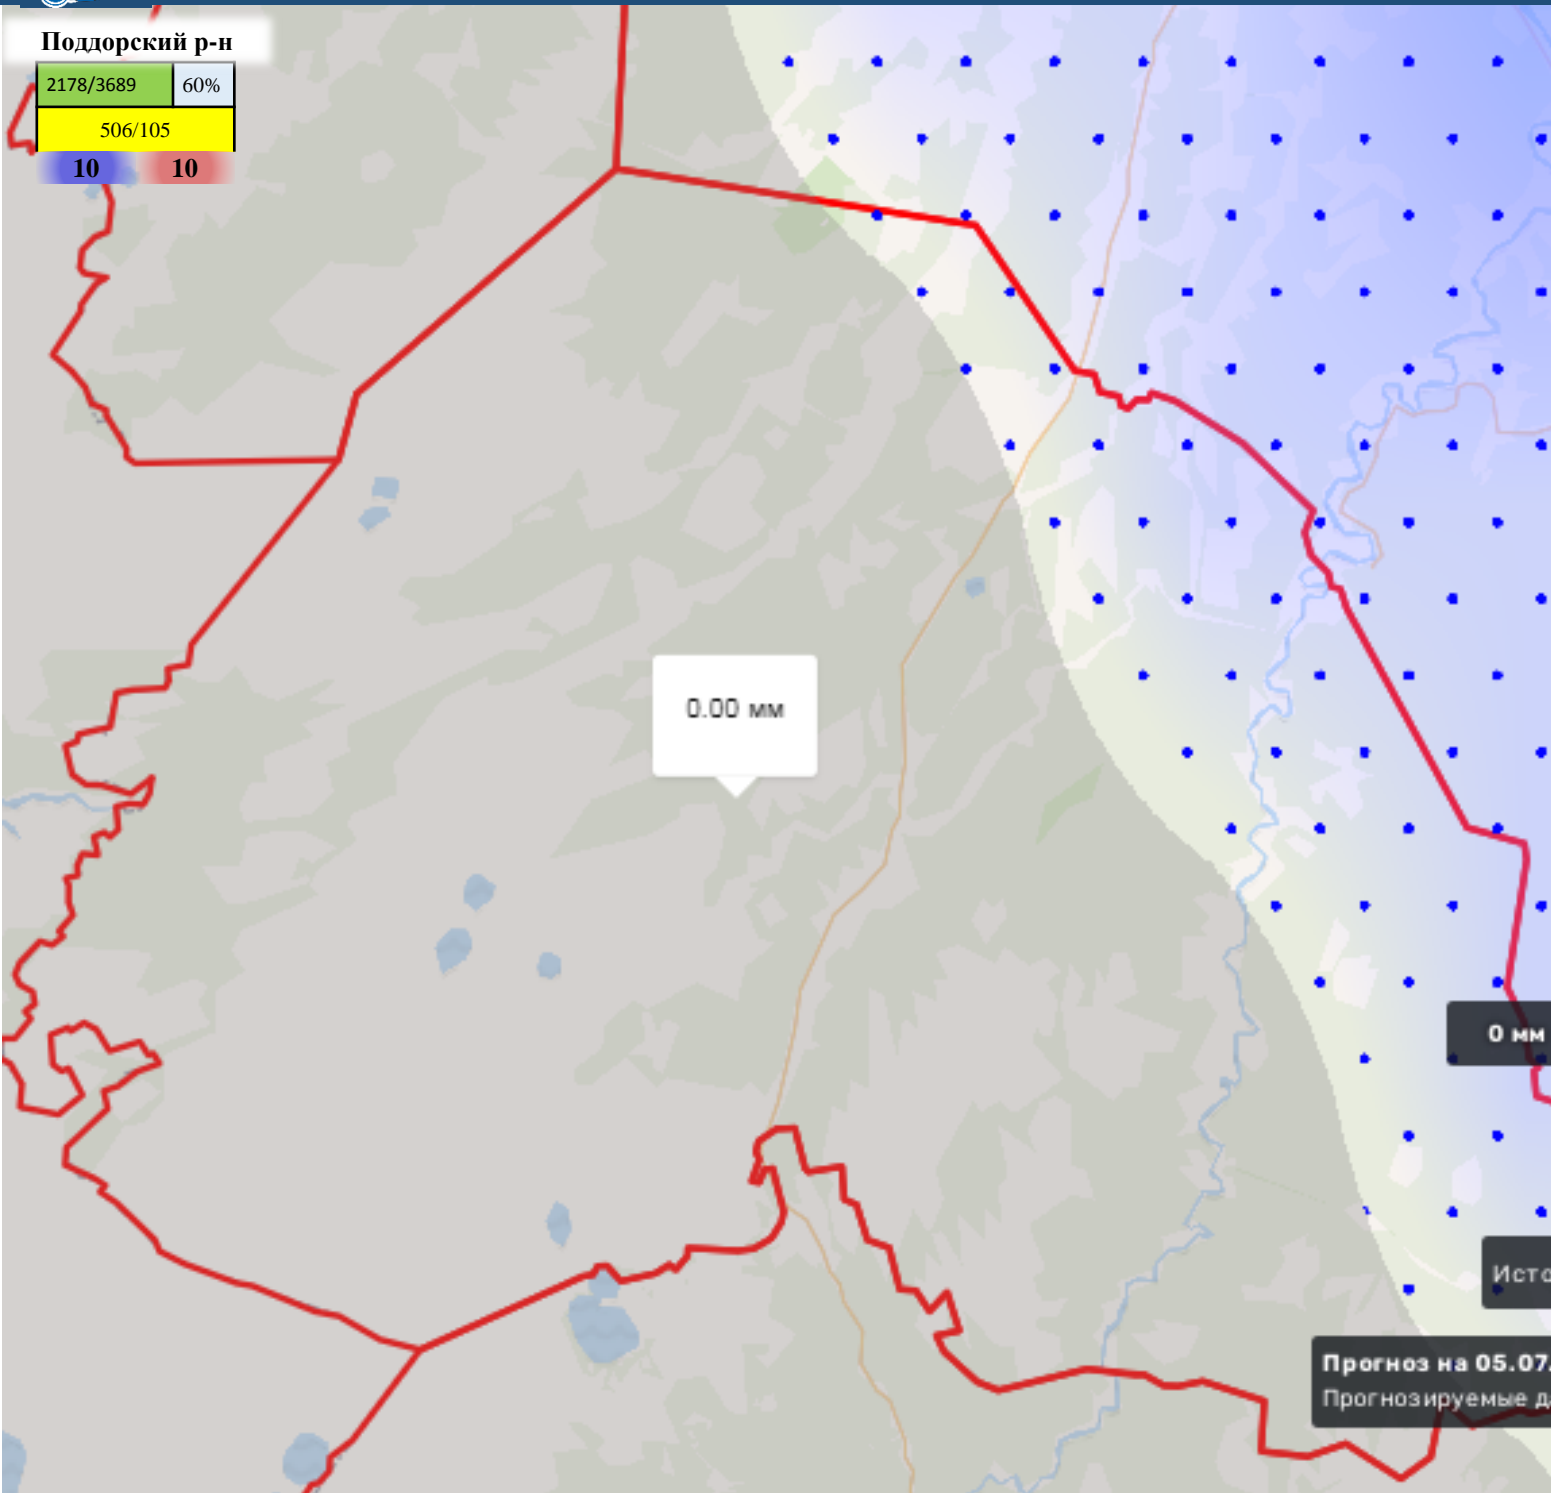 Поддорский р-н
2178/3689 60%
506/105
10 10
0.00 мм
0 мм
Прогноз на 05.07.
Прогнозируемые